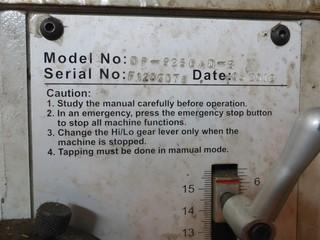 Model No:
Serial No: Date:
Caution:
1. Study the manual carefully before operation.
2. In an emergency, press the emergency stop button
to stop all machine functions.
3. Change the Hi/Lo gear lever only when the
machine is stopped.
4. Tapping must be done in mamual mode.
15 6
14
13